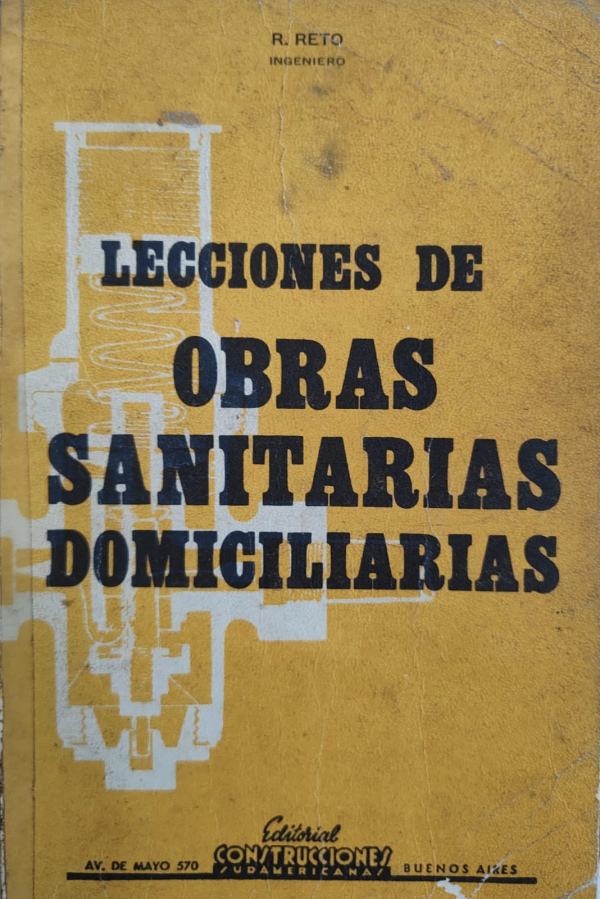 R. RETO
INGENIERO
LECCIONES DE
OBRAS
SANITARIAS
DOMICILIARIAS
Editorial
CONSTRUCCIONES
SUDAMERICANAS
AV. DE MAYO 570
BUENOS AIRES